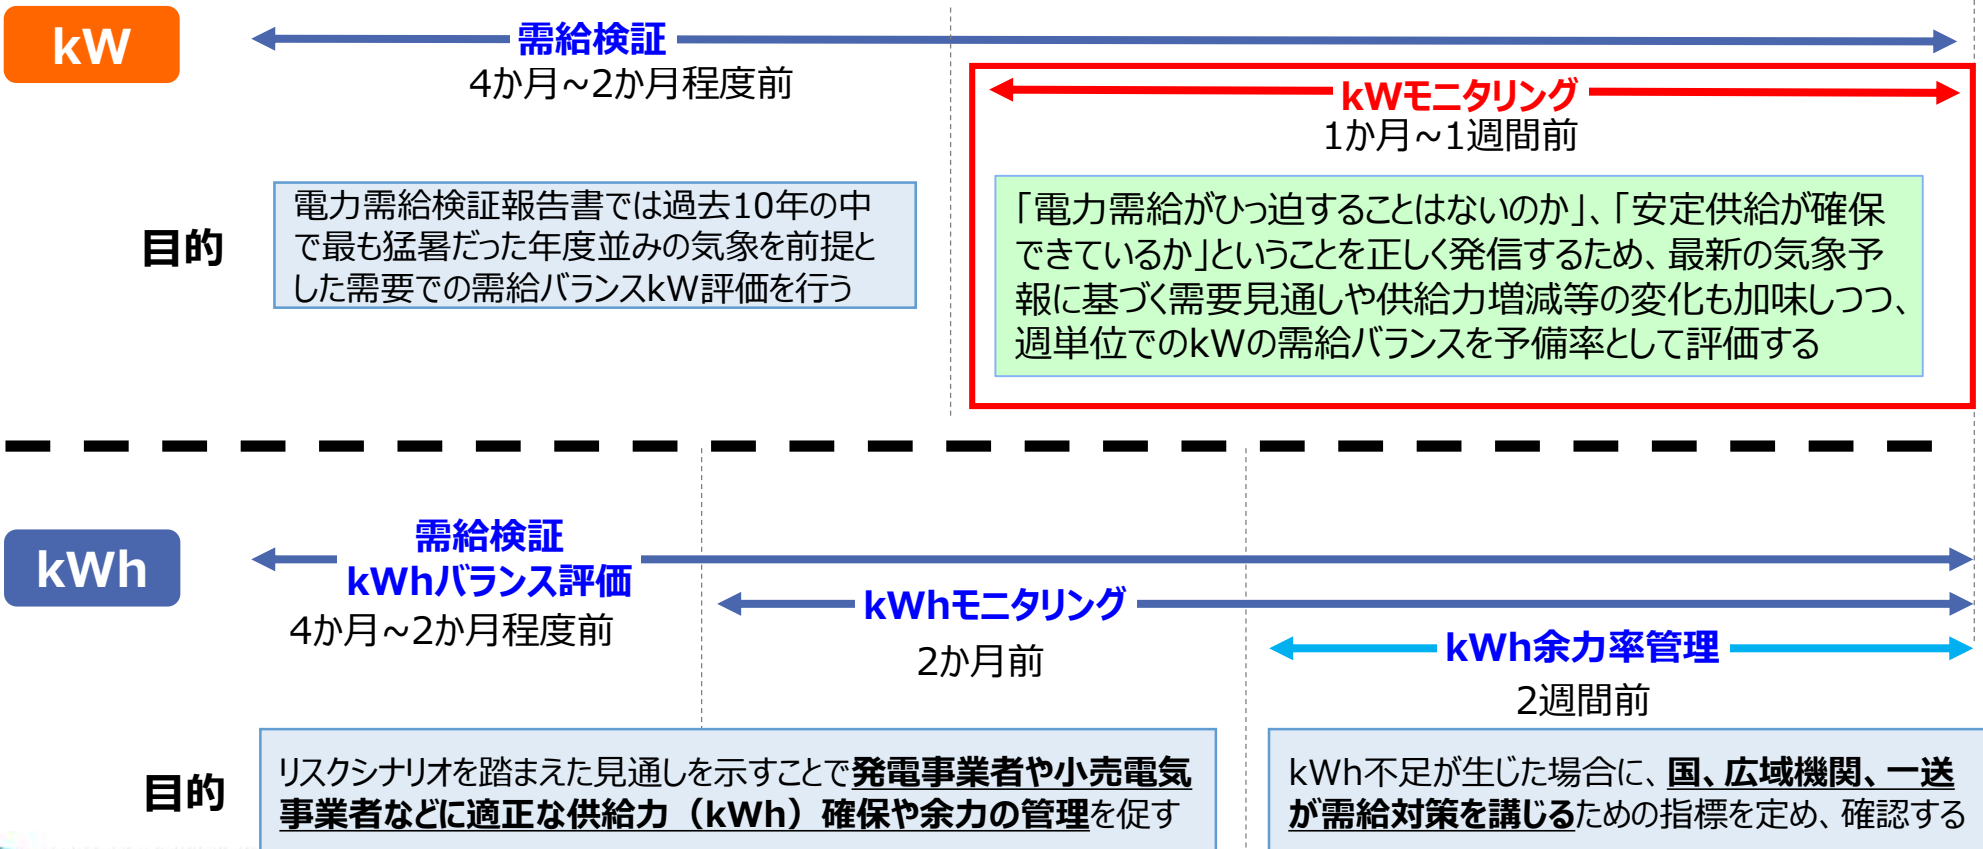 kW
需給検証
4か月~2か月程度前
kWモニタリング
1か月~1週間前
目的
電力需給検証報告書では過去10年の中
で最も猛暑だった年度並みの気象を前提と
した需要での需給バランスkW評価を行う
「電力需給がひっ迫することはないのか」、「安定供給が確保
できているか」ということを正しく発信するため、最新の気象予
報に基づく需要見通しや供給力増減等の変化も加味しつつ、
週単位でのkWの需給バランスを予備率として評価する
kWh
需給検証
kWhバランス評価
4か月~2か月程度前
kWhモニタリング
2か月前
kWh余力率管理
2週間前
目的
リスクシナリオを踏まえた見通しを示すことで発電事業者や小売電気
事業者などに適正な供給力（kWh）確保や余力の管理を促す
kWh不足が生じた場合に、国、広域機関、一送
が需給対策を講じるための指標を定め、確認する